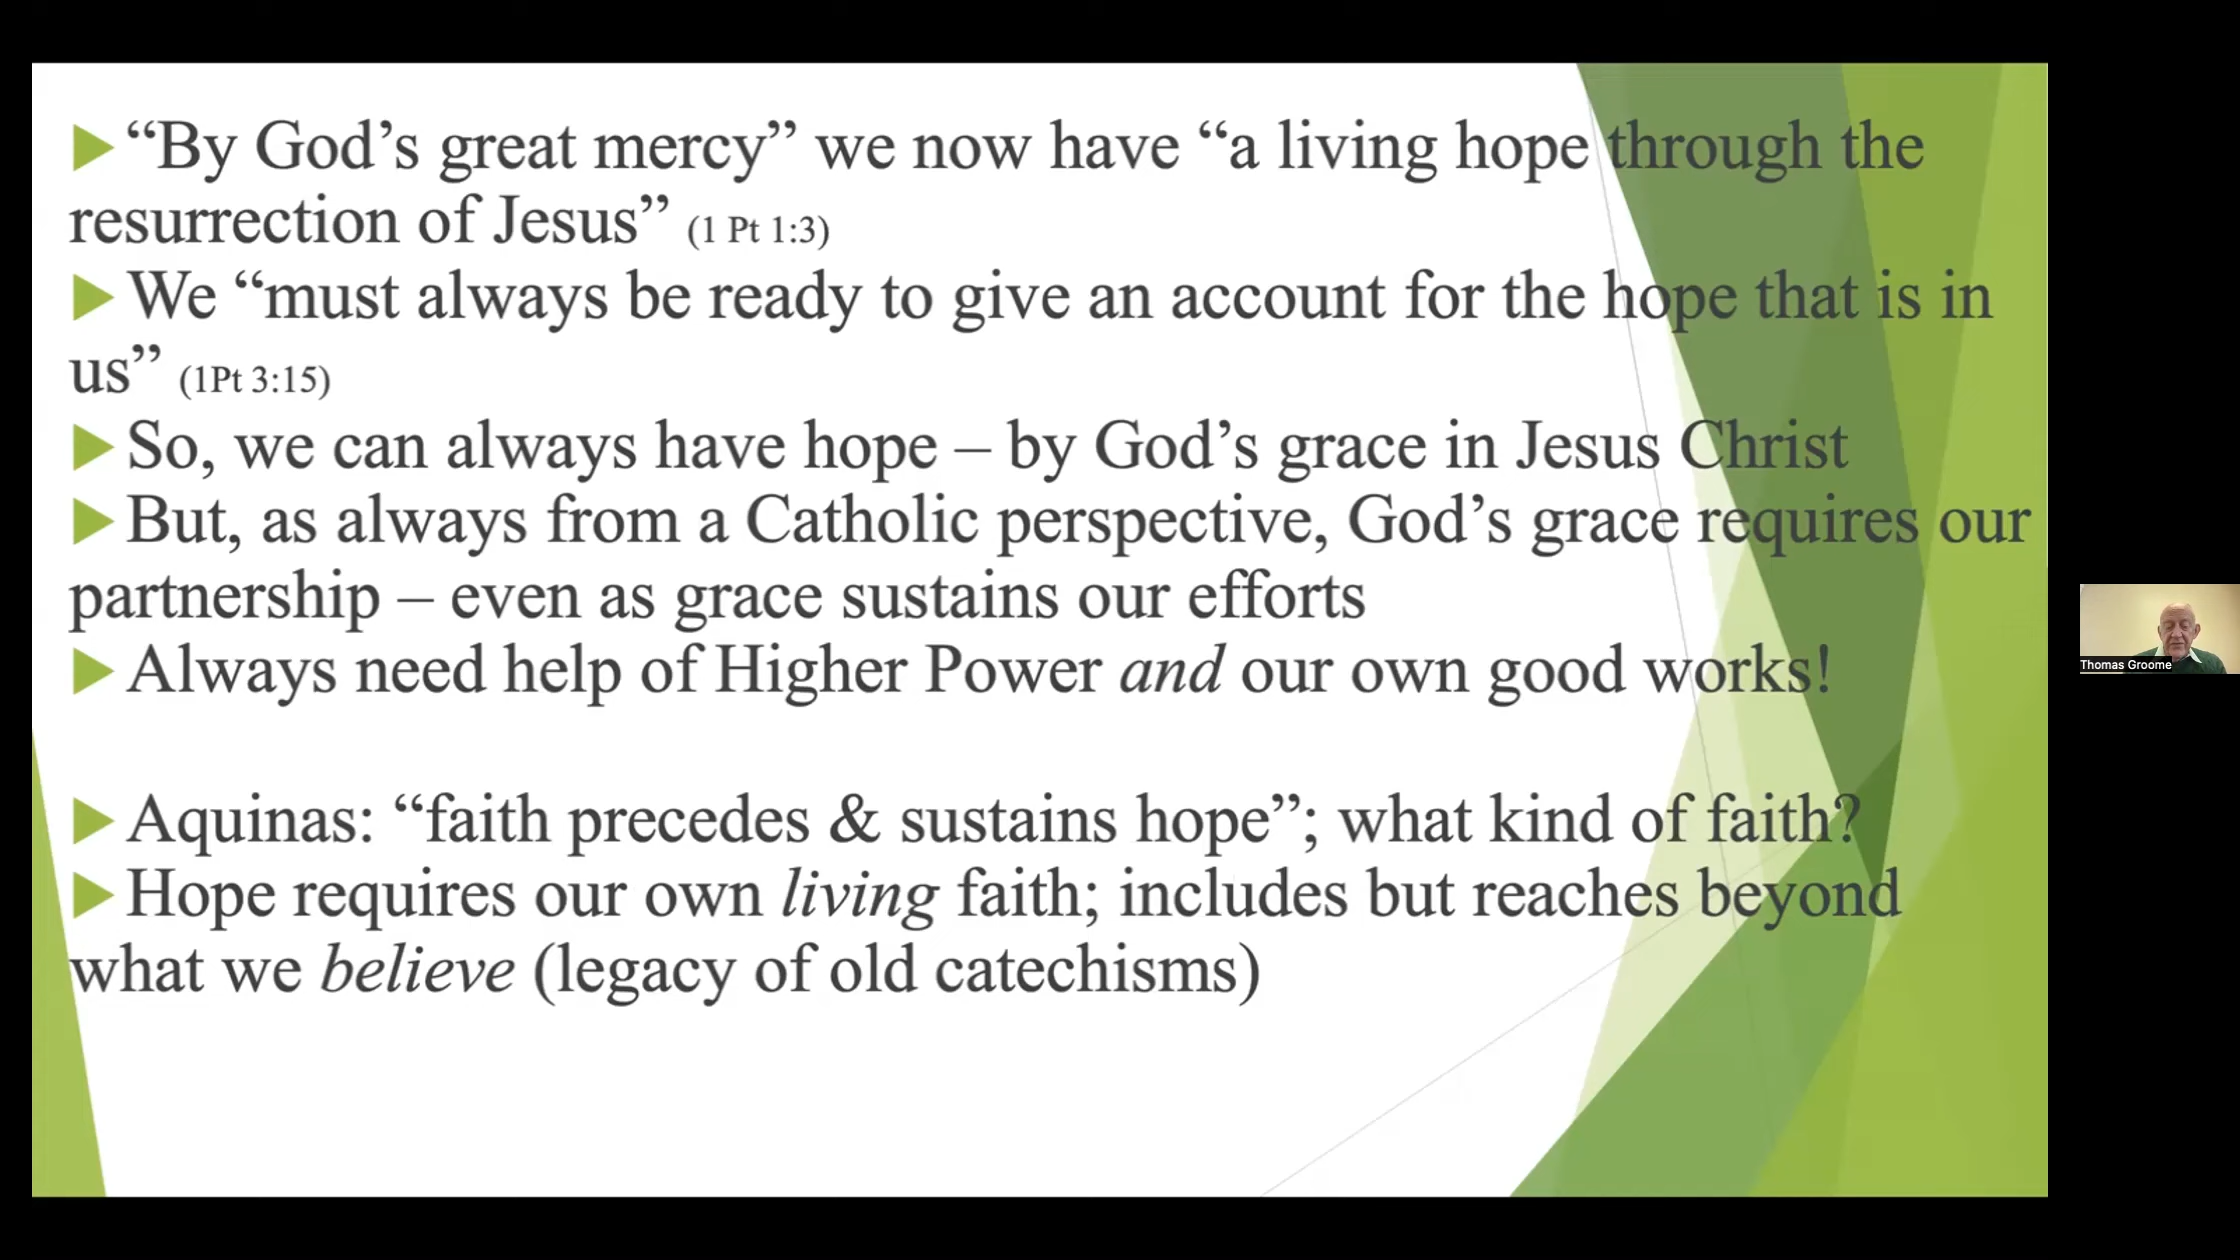 “By God’s great mercy” we now have “a living hope through the
resurrection of Jesus” (1 Pt 1:3)
We “must always be ready to give an account for the hope that is in
us” (1Pt 3:15)
So, we can always have hope – by God’s grace in Jesus Christ
But, as always from a Catholic perspective, God’s grace requires our
partnership – even as grace sustains our efforts
Always need help of Higher Power and our own good works!
Aquinas: “faith precedes & sustains hope”; what kind of faith?
Hope requires our own living faith; includes but reaches beyond
what we believe (legacy of old catechisms)
Thomas Groome